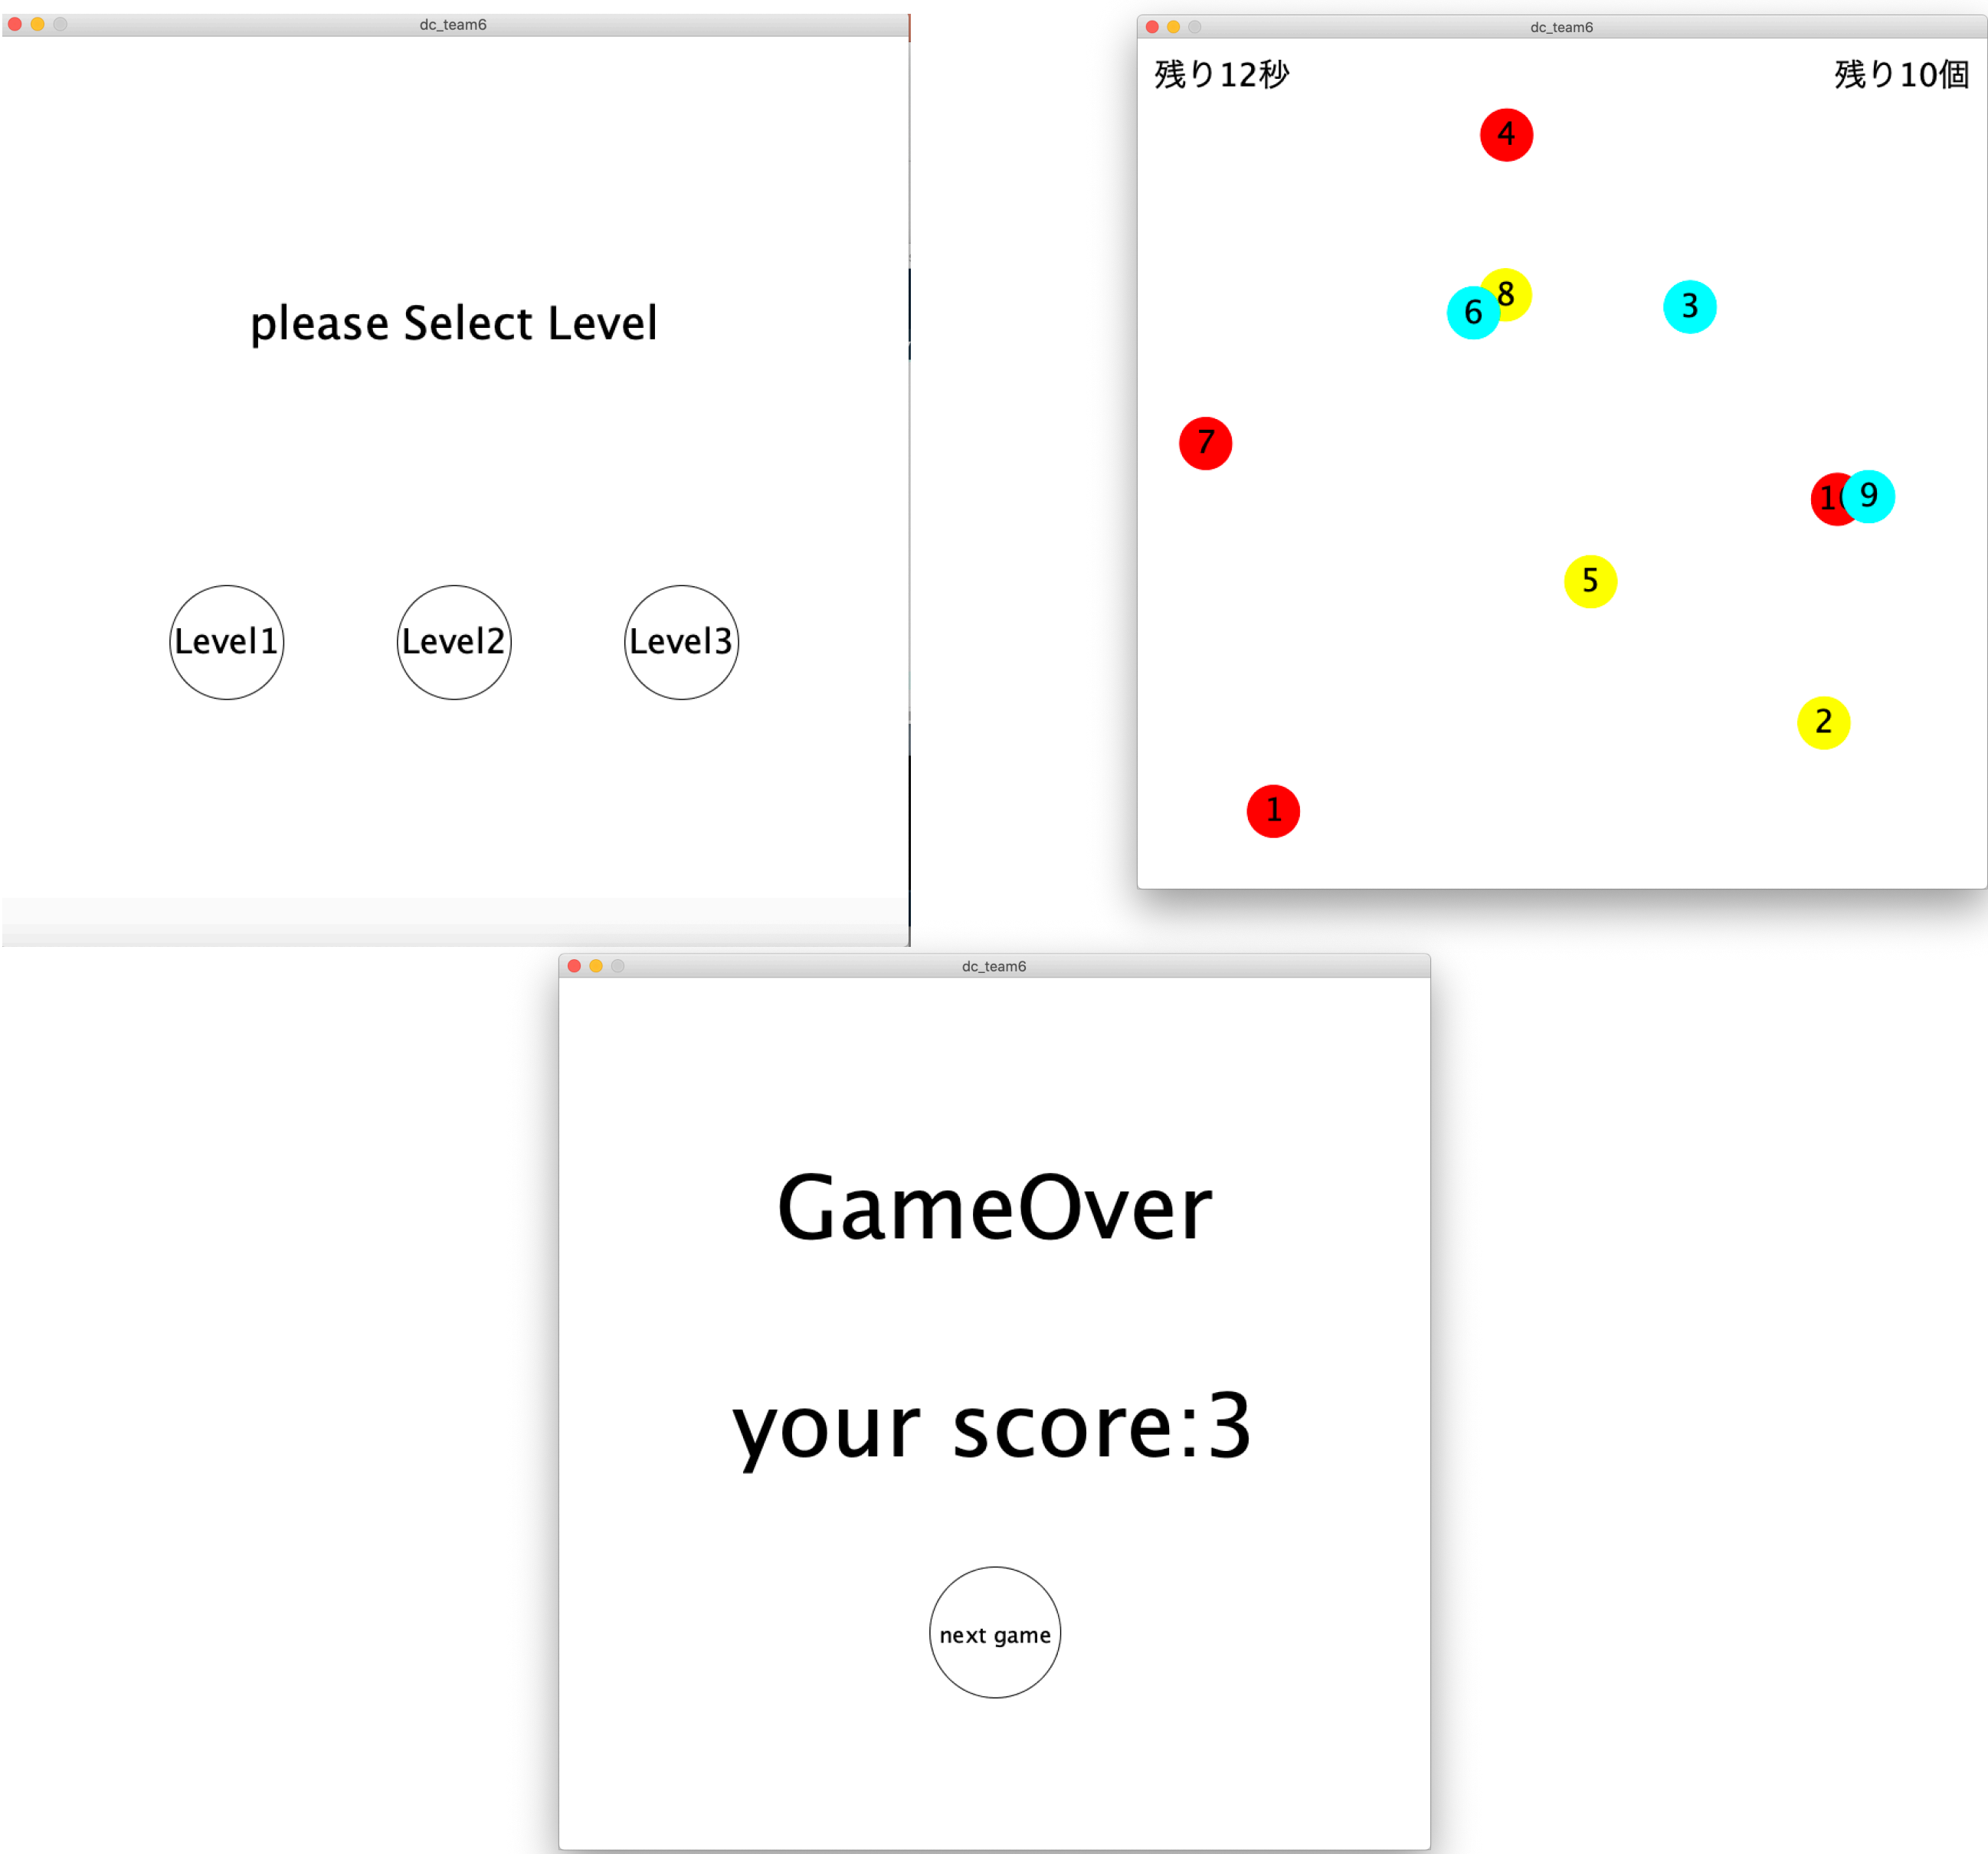 dc_team6
please Select Level
Level1 Level2 Level3
dc_team6
残り12秒 残り10個
4
8
6 3
7
9
5
2
1
dc_team6
GameOver
your score:3
next game